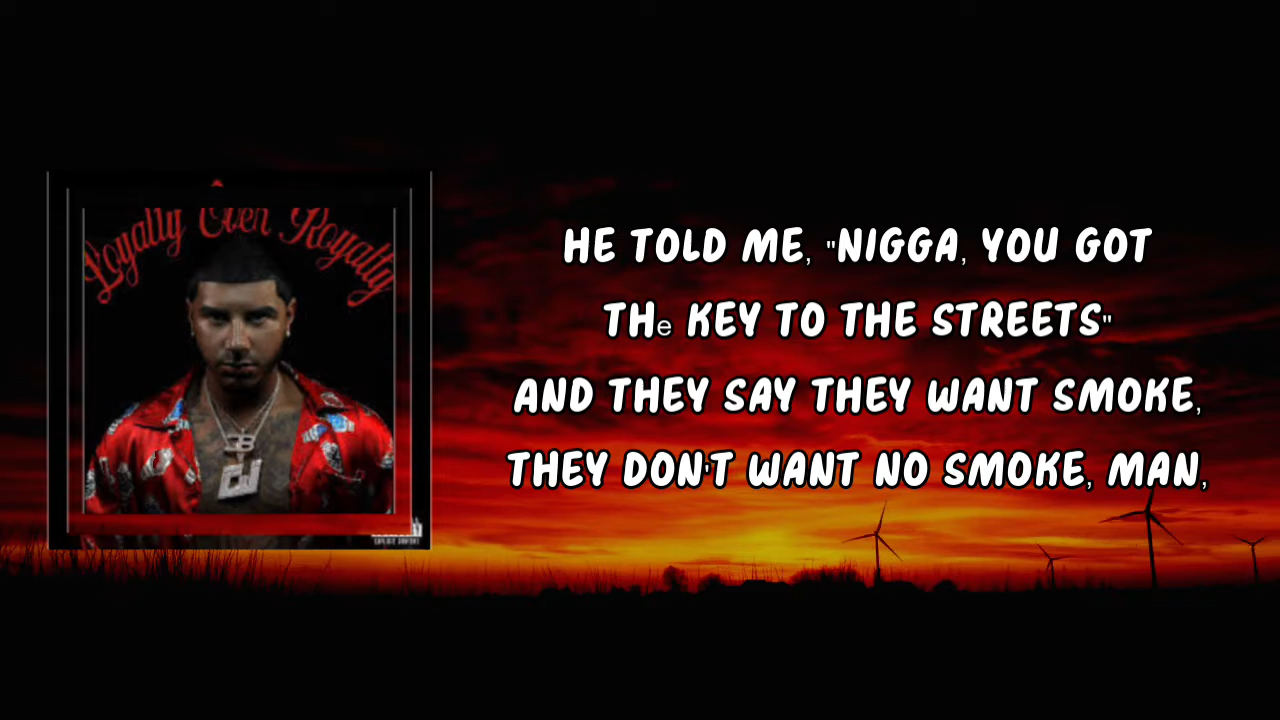 Loyalty Over Royalty
HE TOLD ME, "NIGGA, YOU GOT
THe KEY TO THE STREETS"
AND THEY SAY THEY WANT SMOKE,
THEY DON'T WANT NO SMOKE, MAN,